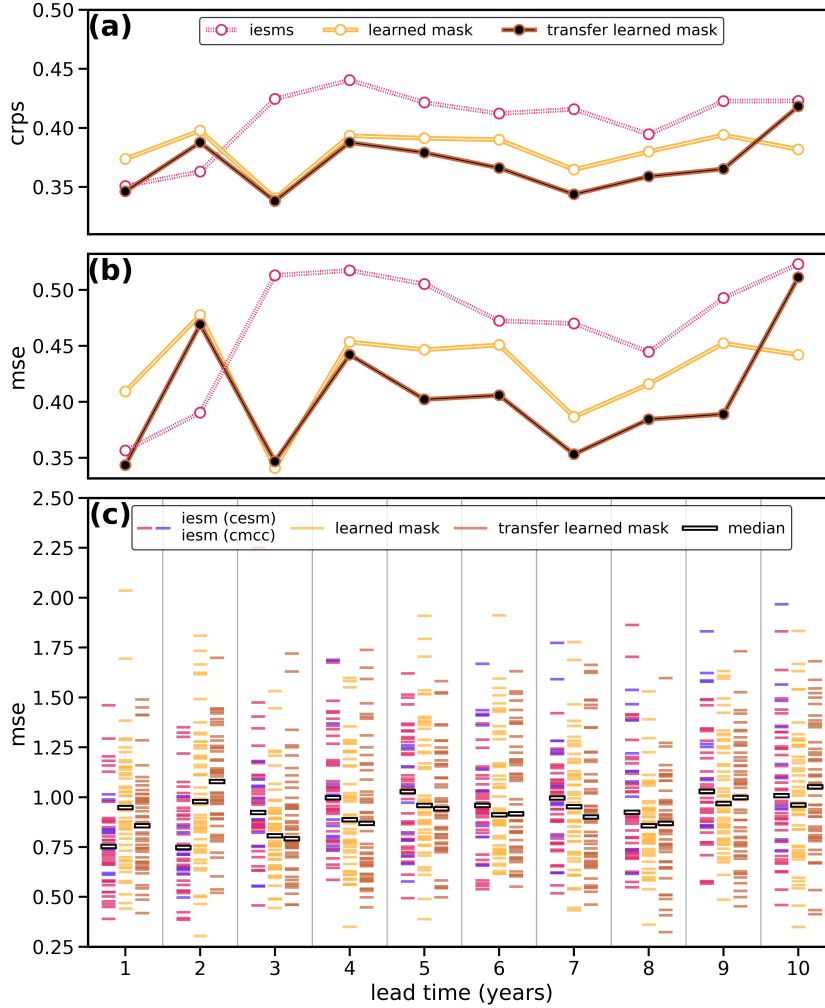 0.50
(a)
iesms
learned mask
transfer learned mask
0.45
crps
0.40
0.35
(b)
0.50
0.45
mse
0.40
0.35
2.50
(c)
iesm (cesm)
iesm (cmcc)
learned mask
transfer learned mask
median
2.25
2.00
1.75
1.50
mse
1.25
1.00
0.75
0.50
0.25
1 2 3 4 5 6 7 8 9 10
lead time (years)